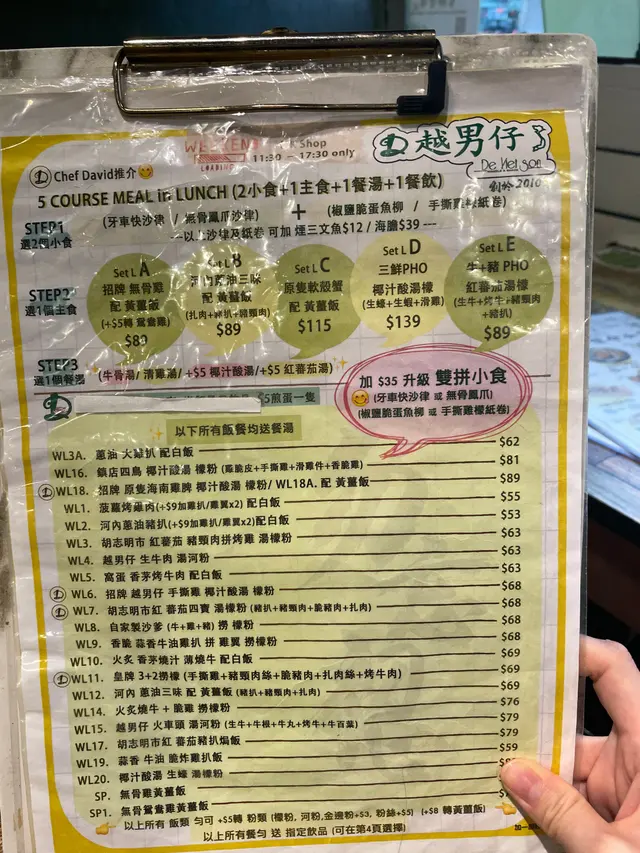 WEEKEND
LOADING
Shop
11:30 - 17:30 only
越男仔
De Viet Son
創於 2010
Chef David推介
5 COURSE MEAL in LUNCH (2小食+1主食+1餐湯+1餐飲)
STEP1
選2個小食
(牙車快沙律 / 無骨鳳爪沙律) + (椒鹽脆蛋魚柳 / 手撕雞米紙卷)
---以上沙律及紙卷 可加 煙三文魚$12 / 海膽$39 ---
STEP2
選1個主食
Set L A
招牌 無骨雞
配 黃薑飯
(+$5轉 鴛鴦雞)
$89
Set L B
河內蔥油三味
配 黃薑飯
(扎肉+豬扒+豬頸肉)
$89
Set L C
原隻軟殼蟹
配 黃薑飯
$115
Set L D
三鮮PHO
椰汁酸湯檬
(生蠔+生蝦+滑雞)
$139
Set L E
牛+豬 PHO
紅蕃茄湯檬
(生牛+烤牛+豬頸肉
+豬扒)
$89
STEP3
選1個餐湯
(牛骨湯/ 清雞湯/ +$5 椰汁酸湯/ +$5 紅蕃茄湯)
加 $35 升級 雙拼小食
(牙車快沙律 或 無骨鳳爪)
(椒鹽脆蛋魚柳 或 手撕雞檬紙卷)
$5煎蛋一隻
以下所有飯餐均送餐湯
WL3A. 蔥油 火雞扒 配白飯 $62
WL16. 鎮店四鳥 椰汁酸湯 檬粉 (雞脆皮+手撕雞+滑雞件+香脆雞) $81
WL18. 招牌 原隻海南雞脾 椰汁酸湯 檬粉/ WL18A. 配 黃薑飯 $89
WL1. 菠蘿烤雞肉(+$9加雞扒/雞翼x2) 配白飯 $55
WL2. 河內蔥油豬扒(+$9加雞扒/雞翼x2)配白飯 $53
WL3. 胡志明市 紅蕃茄 豬頸肉拼烤雞 湯檬粉 $63
WL4. 越男仔 生牛肉 湯河粉 $63
WL5. 窩蛋 香茅烤牛肉 配白飯 $63
WL6. 招牌 越男仔 手撕雞 椰汁酸湯 檬粉 $68
WL7. 胡志明市紅 蕃茄四寶 湯檬粉 (豬扒+豬頸肉+脆豬肉+扎肉) $68
WL8. 自家製沙爹 (牛+雞+豬) 撈 檬粉 $68
WL9. 香脆 蒜香牛油雞扒 拼 雞翼 撈檬粉 $68
WL10. 火炙 香茅燒汁 薄燒牛 配白飯 $69
WL11. 皇牌 3+2撈檬 (手撕雞+豬頸肉絲+脆豬肉+扎肉絲+烤牛肉) $69
WL12. 河內 蔥油三味 配 黃薑飯 (豬扒+豬頸肉+扎肉) $69
WL14. 火炙燒牛 + 脆雞 撈檬粉 $76
WL15. 越男仔 火車頭 湯河粉 (生牛+牛根+牛丸+烤牛+牛百葉) $79
WL17. 胡志明市紅 蕃茄豬扒焗飯 $79
WL19. 蒜香 牛油 脆炸雞扒飯 $59
WL20. 椰汁酸湯 生蠔 湯檬粉
SP. 無骨雞黃薑飯
SP1. 無骨鴛鴦雞黃薑飯
以上所有 飯類 勻可 +$5轉 粉類 (檬粉, 河粉, 金邊粉+$3, 粉絲+$5) (+$8 轉黃薑飯)
以上所有餐勻 送 指定飲品 (可在第4頁選擇)